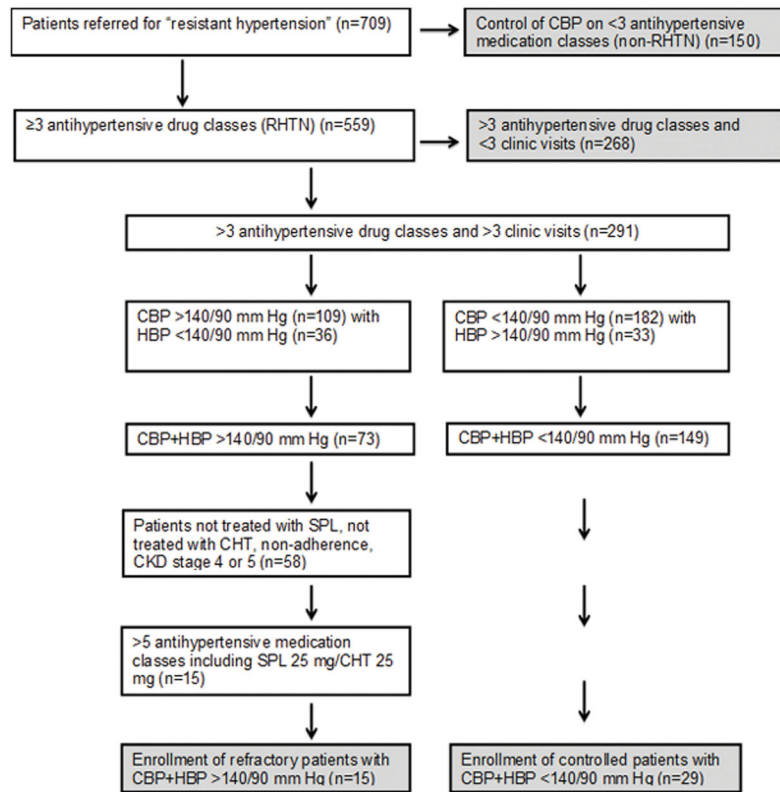 Patients referred for “resistant hypertension” (n=709)
Control of CBP on <3 antihypertensive
medication classes (non-RHTN) (n=150)
≥3 antihypertensive drug classes (RHTN) (n=559)
>3 antihypertensive drug classes and
<3 clinic visits (n=268)
>3 antihypertensive drug classes and >3 clinic visits (n=291)
CBP >140/90 mm Hg (n=109) with
HBP <140/90 mm Hg (n=36)
CBP <140/90 mm Hg (n=182) with
HBP >140/90 mm Hg (n=33)
CBP+HBP >140/90 mm Hg (n=73)
CBP+HBP <140/90 mm Hg (n=149)
Patients not treated with SPL, not
treated with CHT, non-adherence,
CKD stage 4 or 5 (n=58)
>5 antihypertensive medication
classes including SPL 25 mg/CHT 25
mg (n=15)
Enrollment of refractory patients with
CBP+HBP >140/90 mm Hg (n=15)
Enrollment of controlled patients with
CBP+HBP <140/90 mm Hg (n=29)